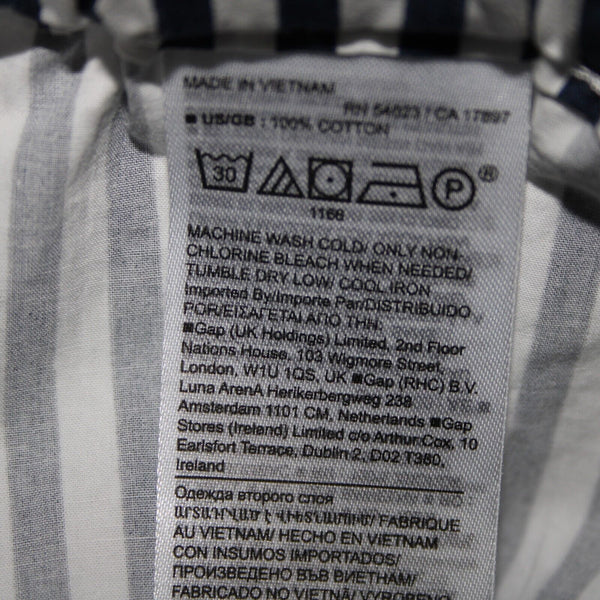 MADE IN VIETNAM
RN 54023 / CA 17897
■ US/GB : 100% COTTON
30 P ®
1166
MACHINE WASH COLD/ ONLY NON-
CHLORINE BLEACH WHEN NEEDED/
TUMBLE DRY LOW/ COOL IRON
Imported By/Importe Par/DISTRIBUIDO
POR/ΕΙΣΑΓΕΤΑΙ ΑΠΟ ΤΗΝ:
■Gap (UK Holdings) Limited, 2nd Floor
Nations House, 103 Wigmore Street,
London, W1U 1QS, UK ■Gap (RHC) B.V.
Luna ArenA Herikerbergweg 238
Amsterdam 1101 CM, Netherlands ■Gap
Stores (Ireland) Limited c/o Arthur Cox, 10
Earlsfort Terrace, Dublin 2, D02 T380,
Ireland
Одежда второго слоя
ԱՐՏԱԴՐՎԱԾ Է ՎԻԵՏՆԱՄՈՒՄ/ FABRIQUE
AU VIETNAM/ HECHO EN VIETNAM
CON INSUMOS IMPORTADOS/
ПРОИЗВЕДЕНО ВЪВ ВИЕТНАМ/
FABRICADO NO VIETNÃ/ VYROBENO